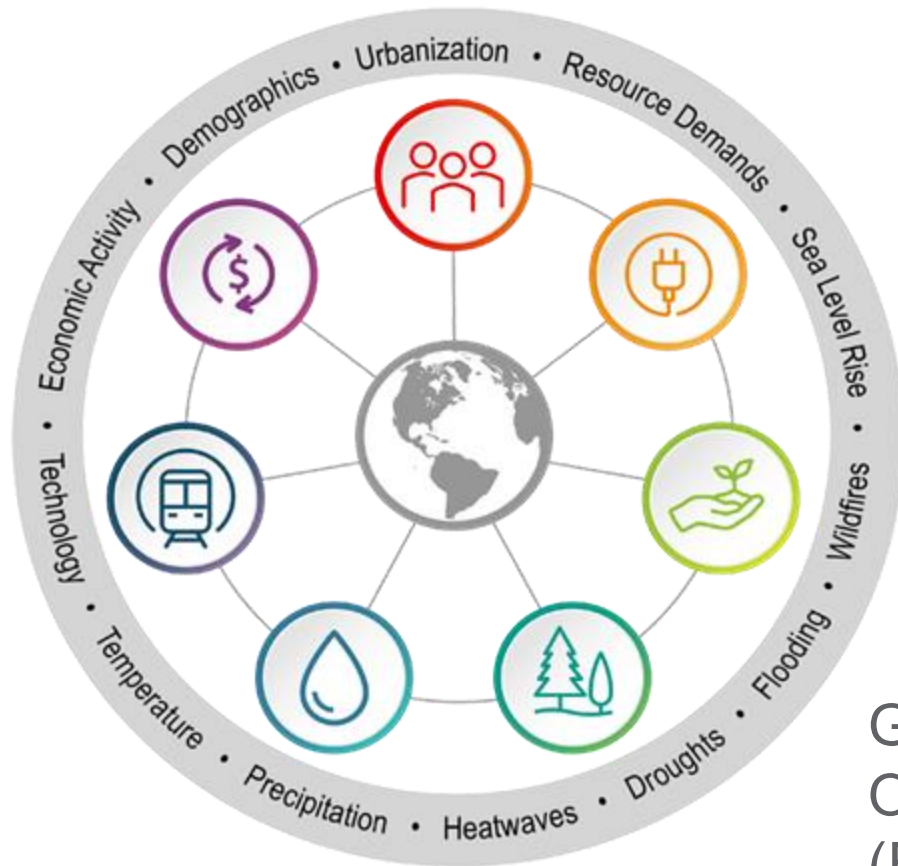 Urbanization • Resource Demands • Sea Level Rise • Wildfires • Flooding • Droughts • Heatwaves • Precipitation • Temperature • Technology • Economic Activity • Demographics •
$
G